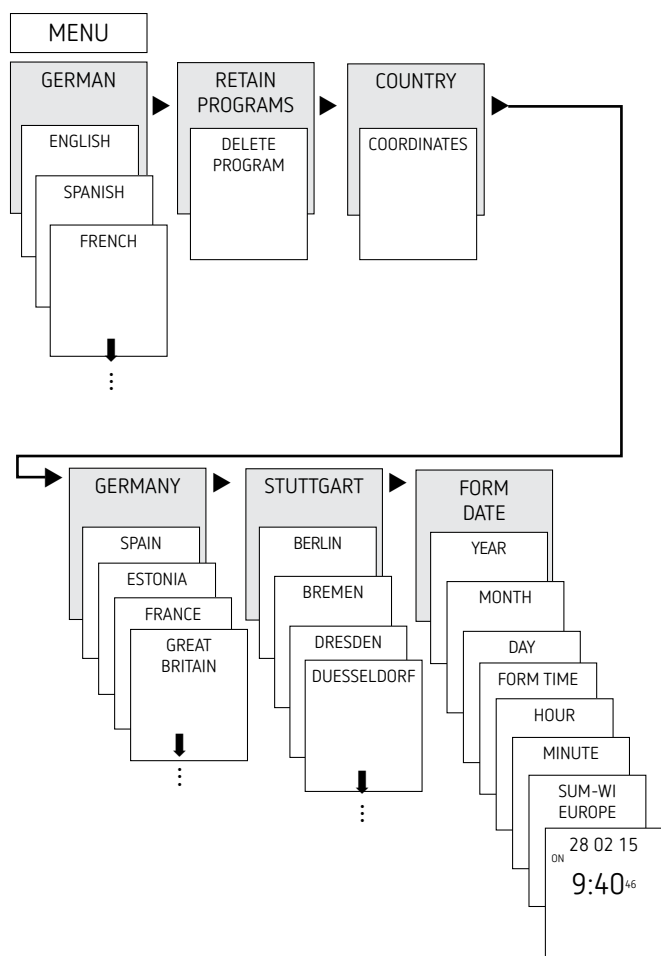 MENU
GERMAN
ENGLISH
SPANISH
FRENCH
RETAIN
PROGRAMS
DELETE
PROGRAM
COUNTRY
COORDINATES
GERMANY
SPAIN
ESTONIA
FRANCE
GREAT
BRITAIN
STUTTGART
BERLIN
BREMEN
DRESDEN
DUESSELDORF
FORM
DATE
YEAR
MONTH
DAY
FORM TIME
HOUR
MINUTE
SUM-WI
EUROPE
28 02 15
ON
9:40 46